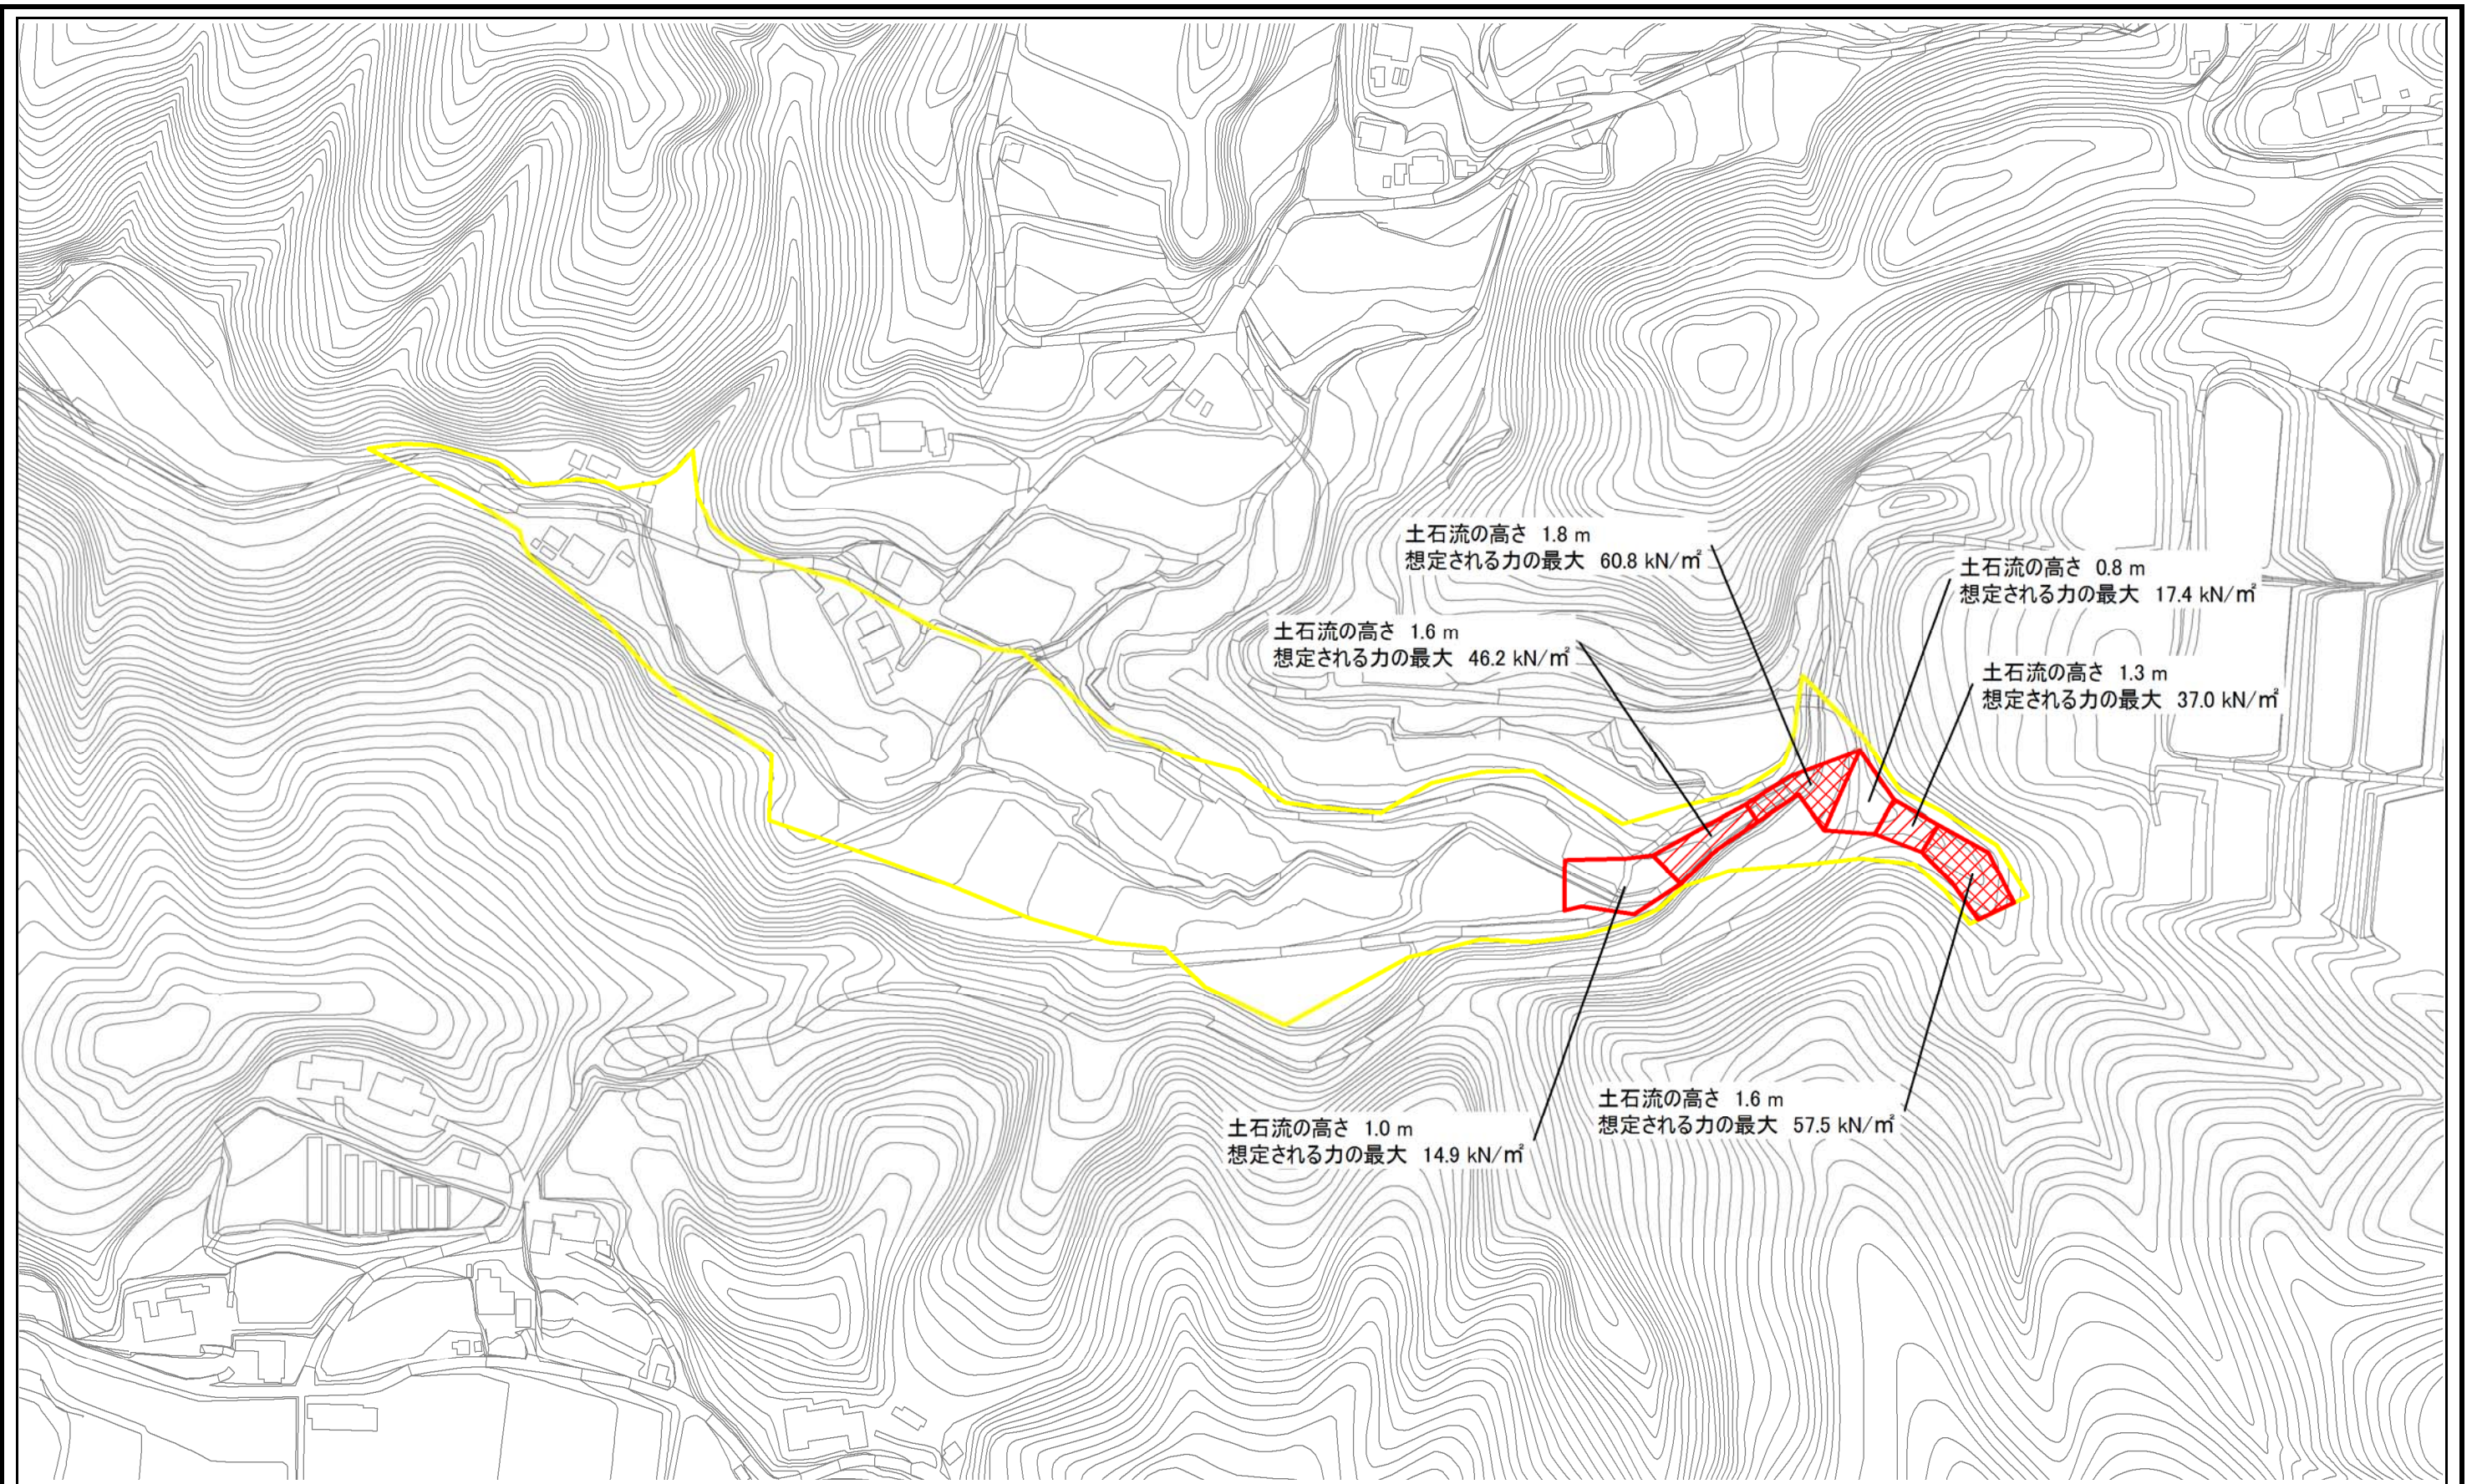 土石流の高さ 1.8 m
想定される力の最大 60.8 kN/㎡
土石流の高さ 0.8 m
想定される力の最大 17.4 kN/㎡
土石流の高さ 1.6 m
想定される力の最大 46.2 kN/㎡
土石流の高さ 1.3 m
想定される力の最大 37.0 kN/㎡
土石流の高さ 1.6 m
想定される力の最大 57.5 kN/㎡
土石流の高さ 1.0 m
想定される力の最大 14.9 kN/㎡